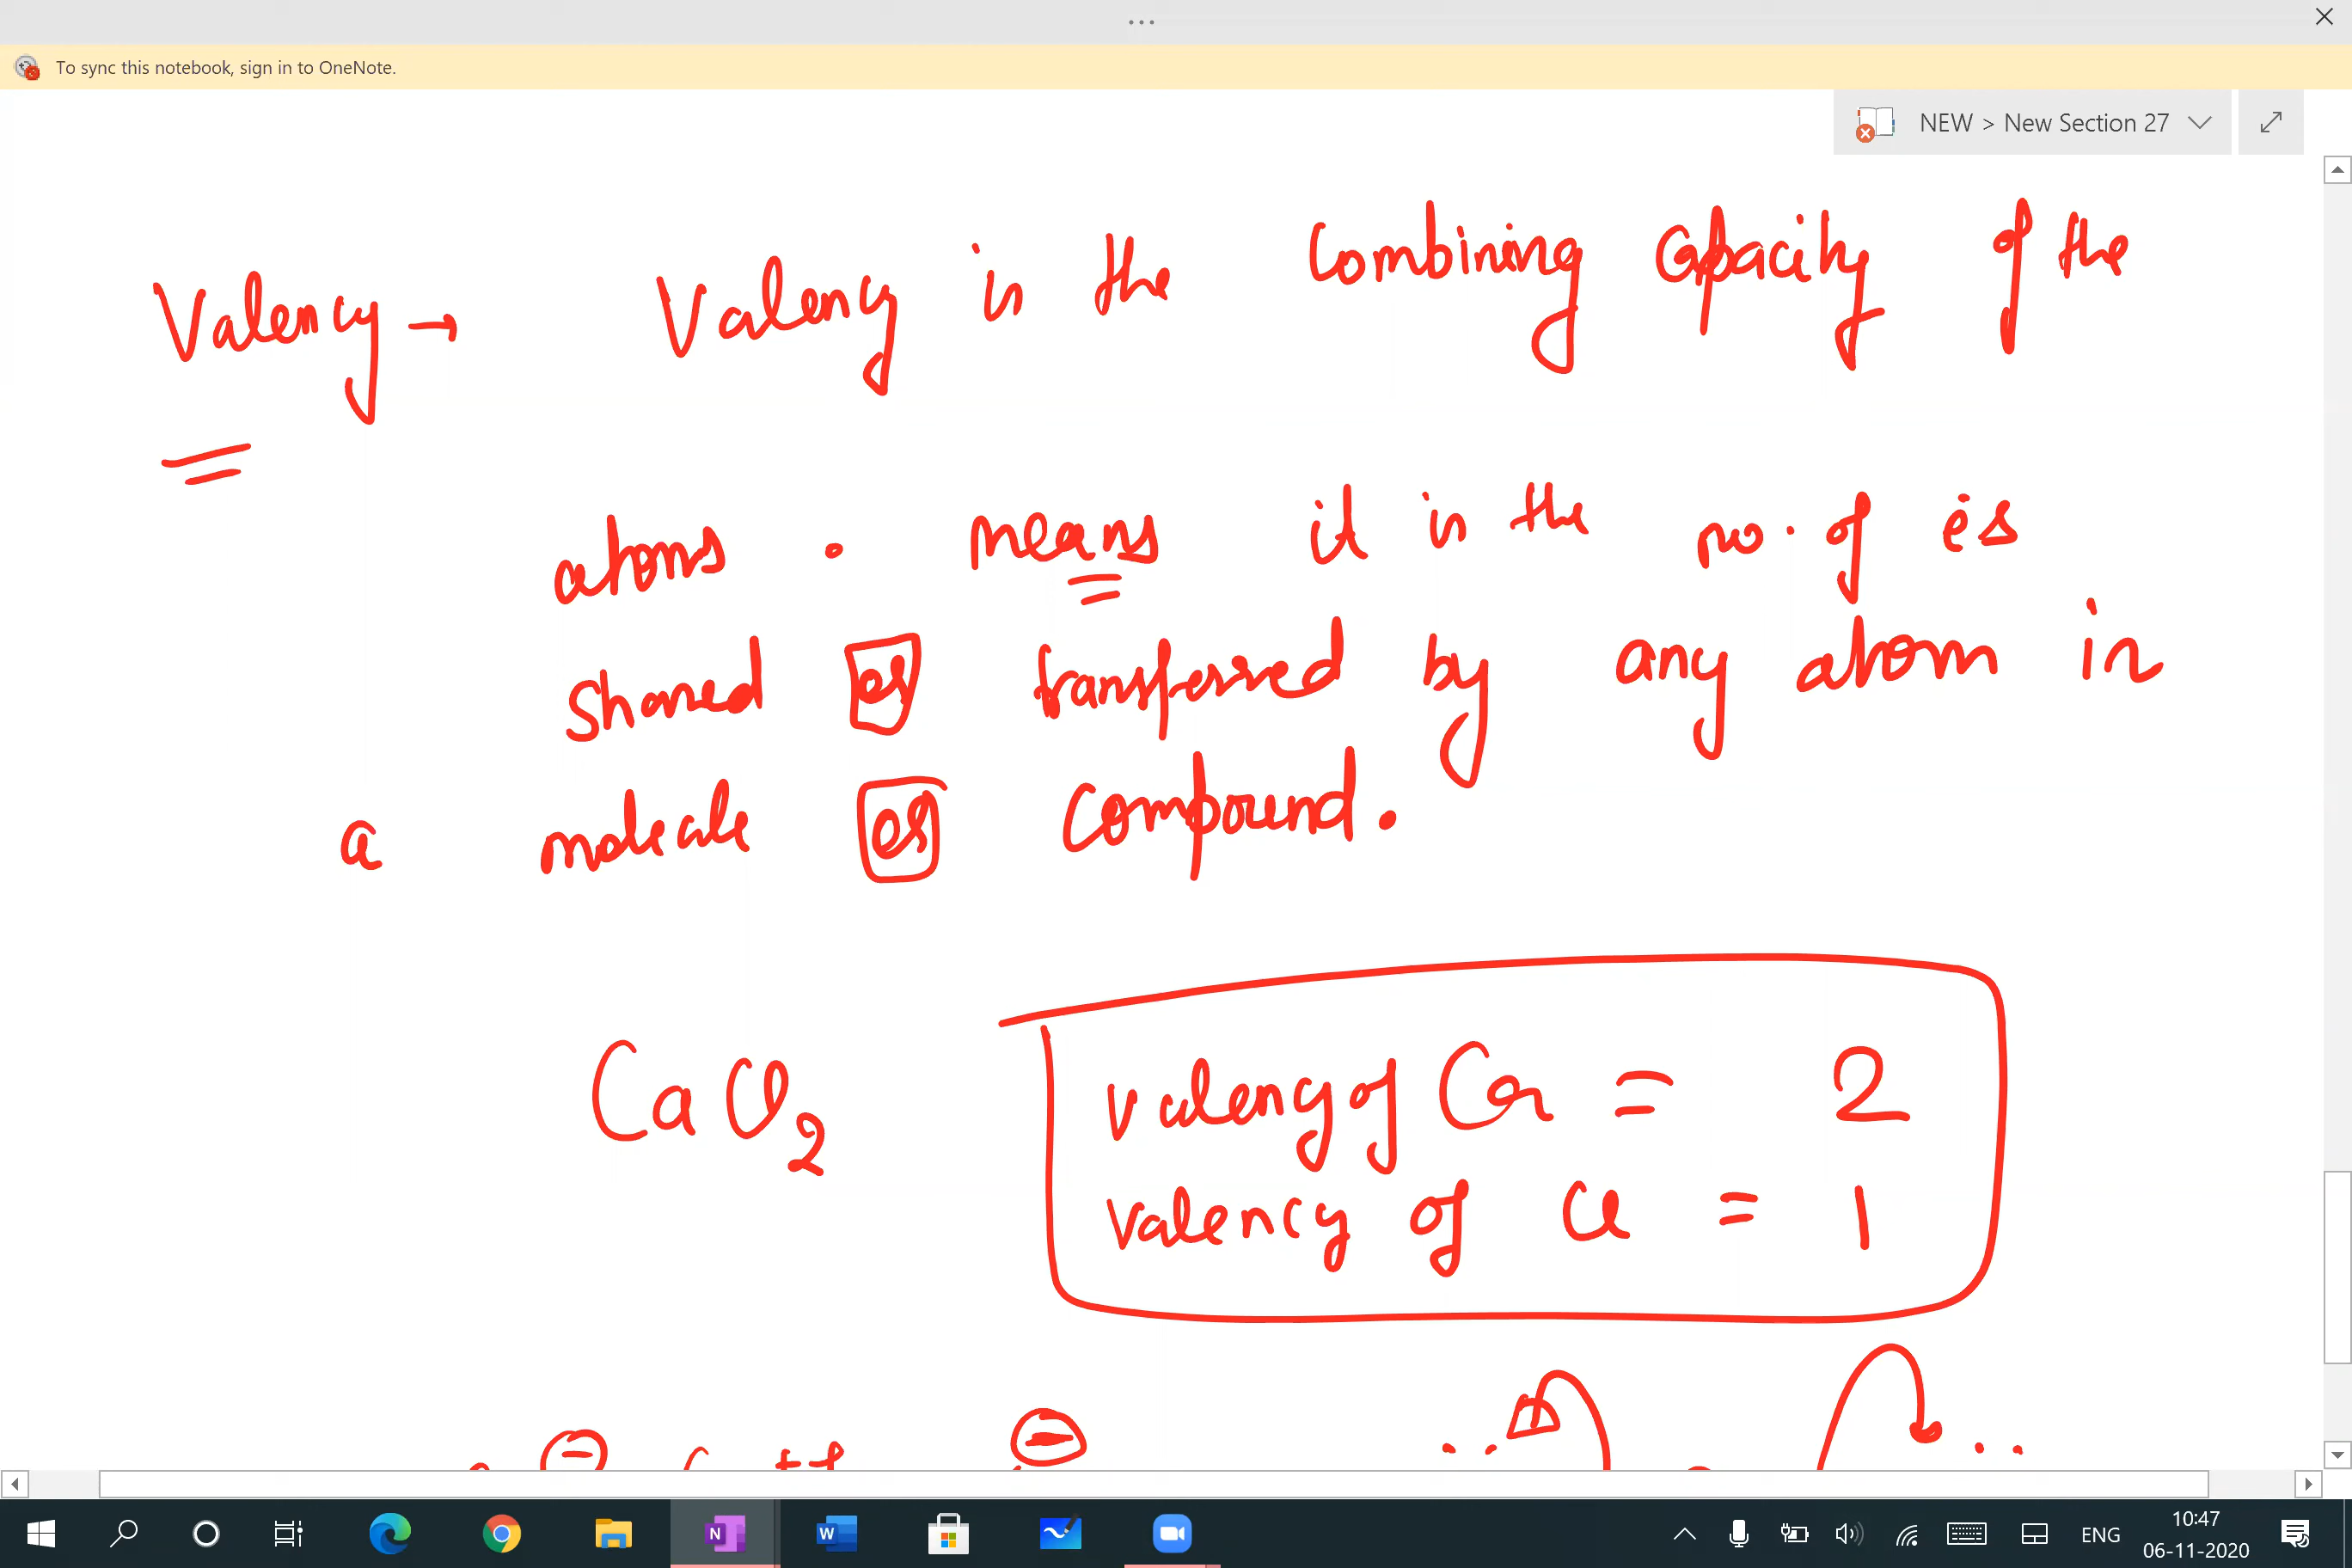 To sync this notebook, sign in to OneNote.
NEW > New Section 27
Valency → Valency is the Combining Capacity of the
atoms . means it is the no. of ēs
shared or transferred by any atom in
a molecule or Compound.
CaCl2
valency of Ca = 2
valency of Cl = 1
ENG
10:47
06-11-2020